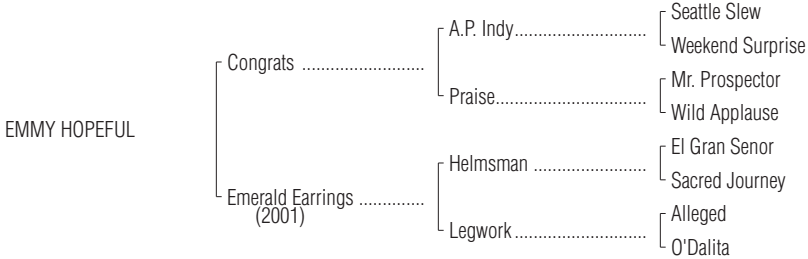 Seattle Slew
A.P. Indy
Weekend Surprise
Congrats
Mr. Prospector
Praise
Wild Applause
EMMY HOPEFUL
El Gran Senor
Helmsman
Sacred Journey
Emerald Earrings
(2001)
Alleged
Legwork
O'Dalita